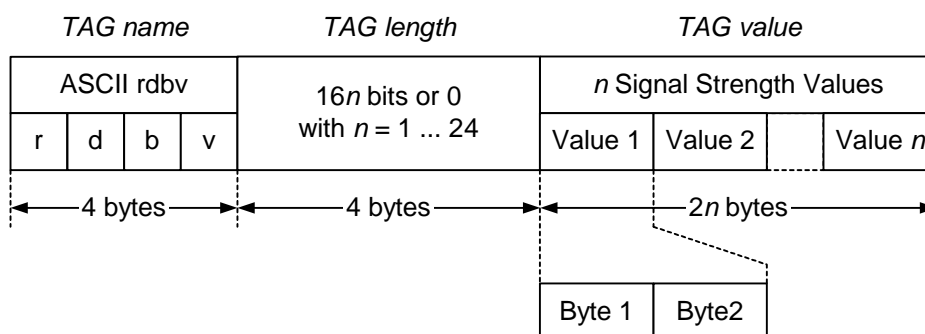 TAG name TAG length TAG value
ASCII rdbv
16n bits or 0
with n = 1 ... 24
n Signal Strength Values
r d b v
Value 1 Value 2 Value n
4 bytes 4 bytes 2n bytes
Byte 1 Byte2